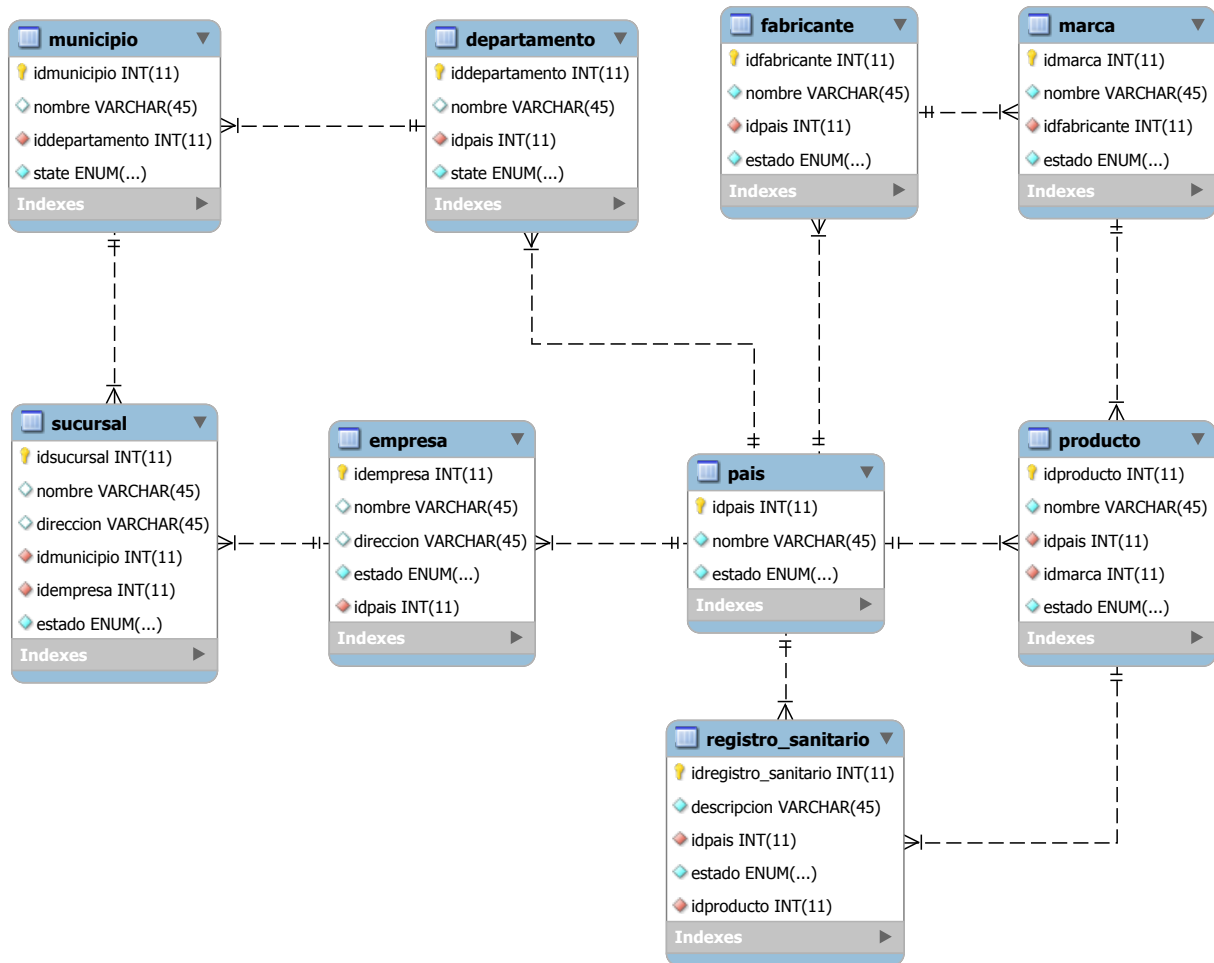 municipio
idmunicipio INT(11)
nombre VARCHAR(45)
iddepartamento INT(11)
state ENUM(...)
Indexes
departamento
iddepartamento INT(11)
nombre VARCHAR(45)
idpais INT(11)
state ENUM(...)
Indexes
fabricante
idfabricante INT(11)
nombre VARCHAR(45)
idpais INT(11)
estado ENUM(...)
Indexes
marca
idmarca INT(11)
nombre VARCHAR(45)
idfabricante INT(11)
estado ENUM(...)
Indexes
sucursal
idsucursal INT(11)
nombre VARCHAR(45)
direccion VARCHAR(45)
idmunicipio INT(11)
idempresa INT(11)
estado ENUM(...)
Indexes
empresa
idempresa INT(11)
nombre VARCHAR(45)
direccion VARCHAR(45)
estado ENUM(...)
idpais INT(11)
Indexes
pais
idpais INT(11)
nombre VARCHAR(45)
estado ENUM(...)
Indexes
producto
idproducto INT(11)
nombre VARCHAR(45)
idpais INT(11)
idmarca INT(11)
estado ENUM(...)
Indexes
registro_sanitario
idregistro_sanitario INT(11)
descripcion VARCHAR(45)
idpais INT(11)
estado ENUM(...)
idproducto INT(11)
Indexes